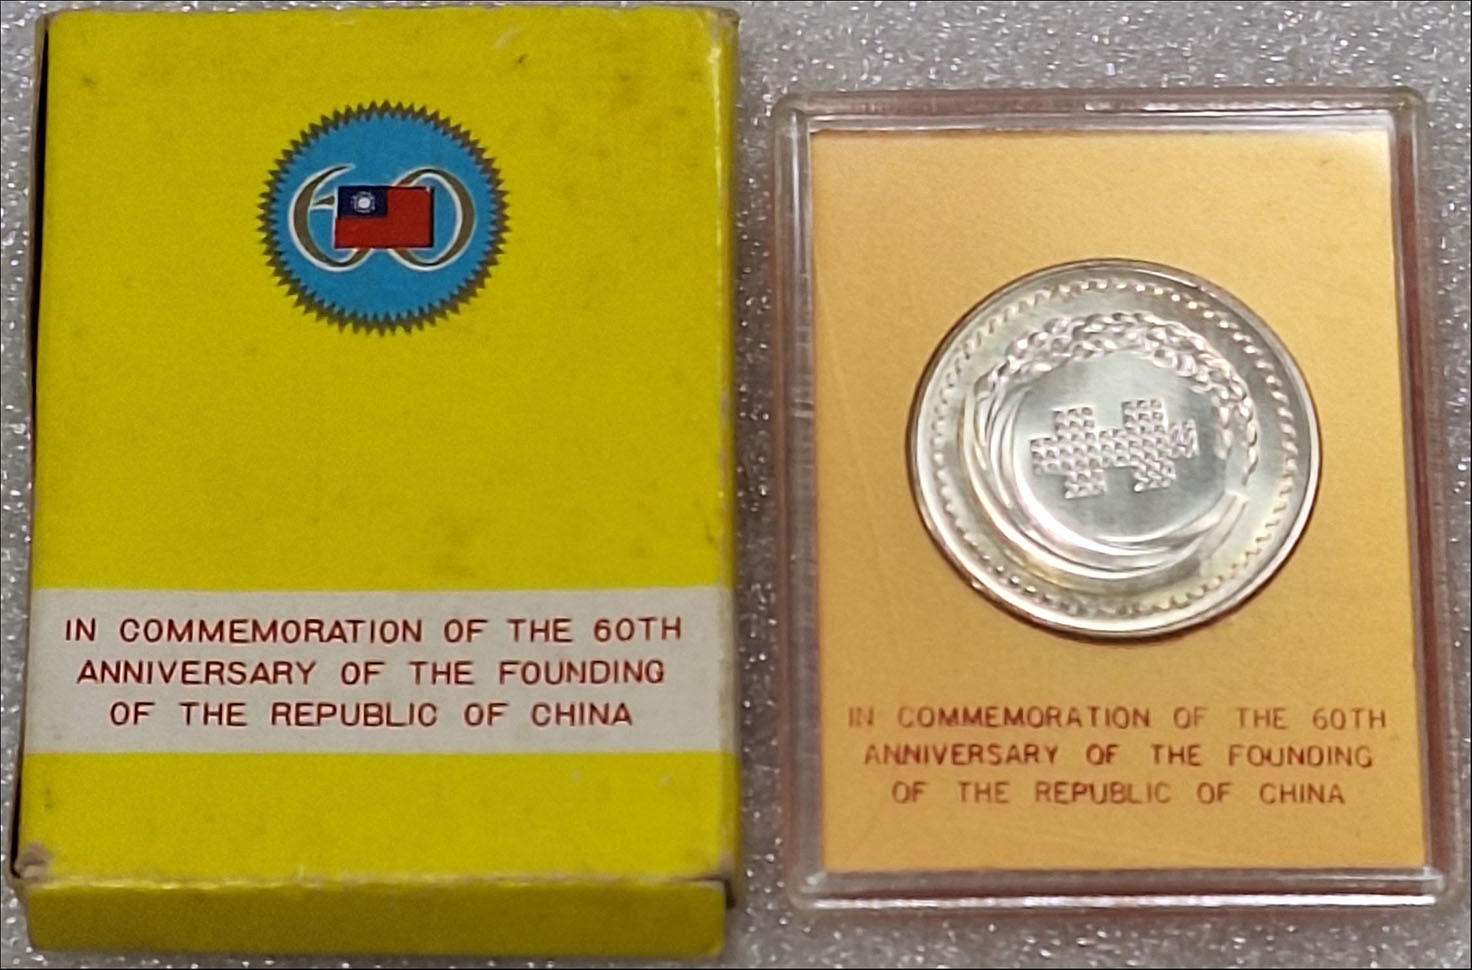 60
IN COMMEMORATION OF THE 60TH
ANNIVERSARY OF THE FOUNDING
OF THE REPUBLIC OF CHINA
IN COMMEMORATION OF THE 60TH
ANNIVERSARY OF THE FOUNDING
OF THE REPUBLIC OF CHINA